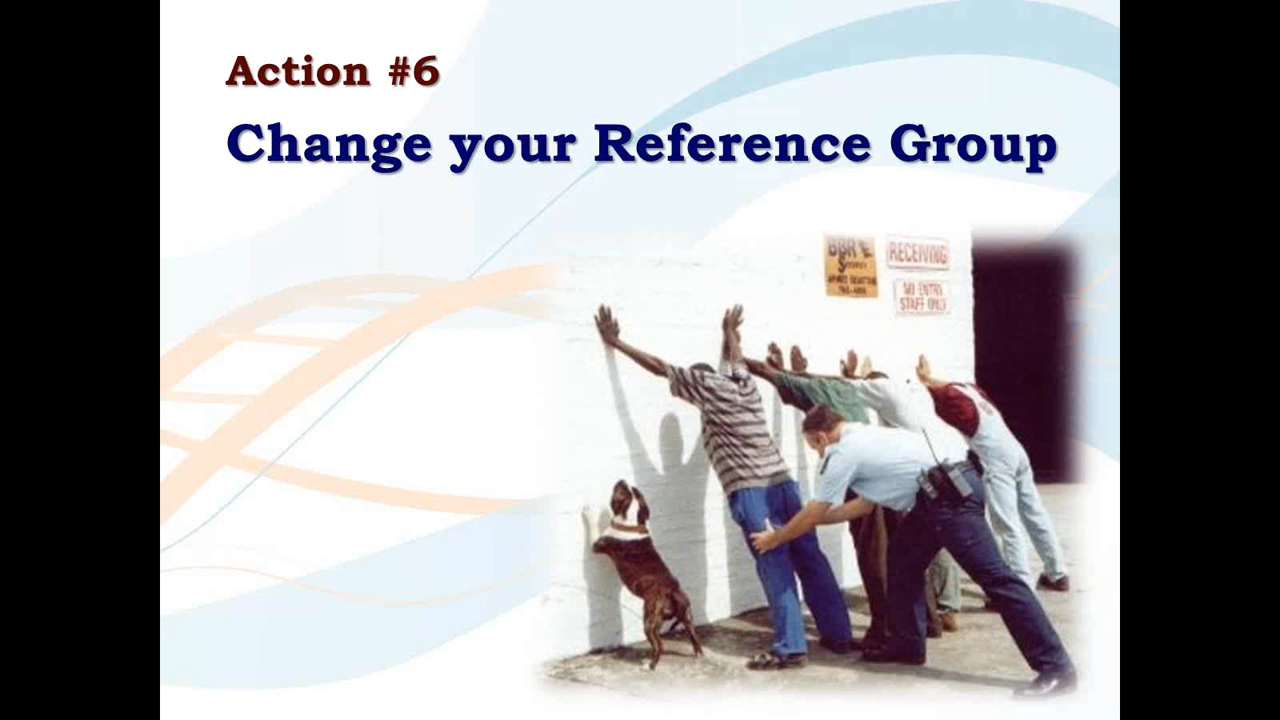 Action #6
Change your Reference Group
RECEIVING
NO ENTRY
STAFF ONLY